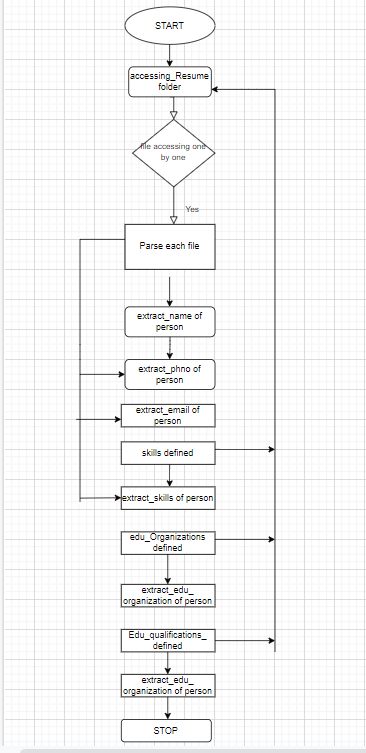 START
accessing_Resume
folder
file accessing one
by one
Yes
Parse each file
extract_name of
person
extract_phno of
person
extract_email of
person
skills defined
extract_skills of person
edu_Organizations
defined
extract_edu_
organization of person
Edu_qualifications_
defined
extract_edu_
organization of person
STOP